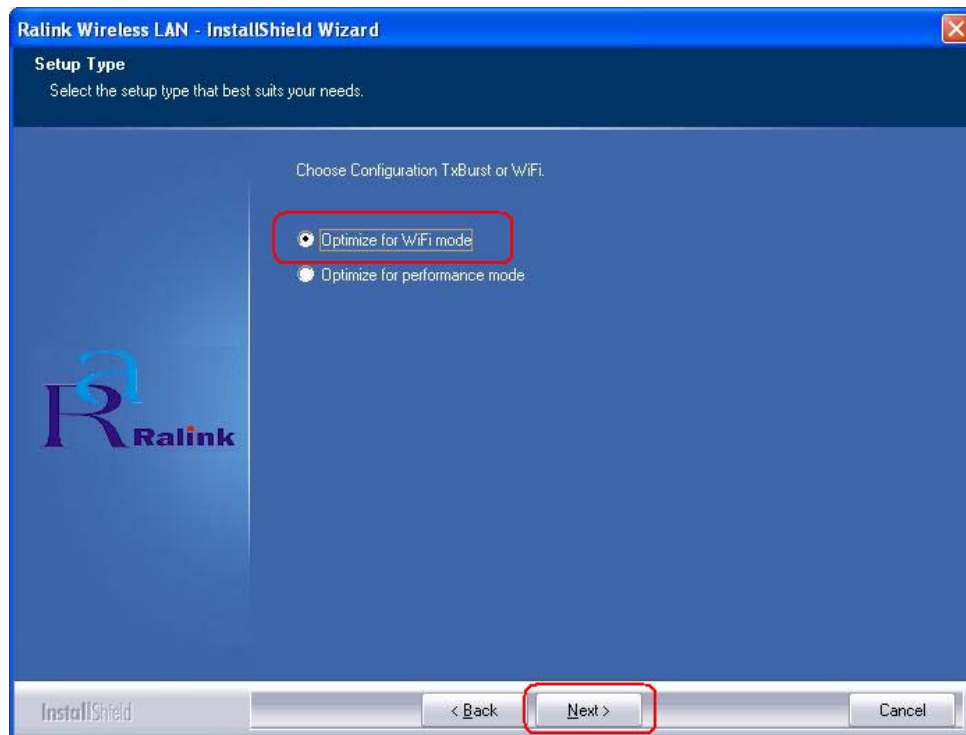 Ralink Wireless LAN - InstallShield Wizard
Setup Type
Select the setup type that best suits your needs.
Choose Configuration TxBurst or WiFi.
Optimize for WiFi mode
Optimize for performance mode
Ra
Ralink
InstallShield
< Back
Next >
Cancel